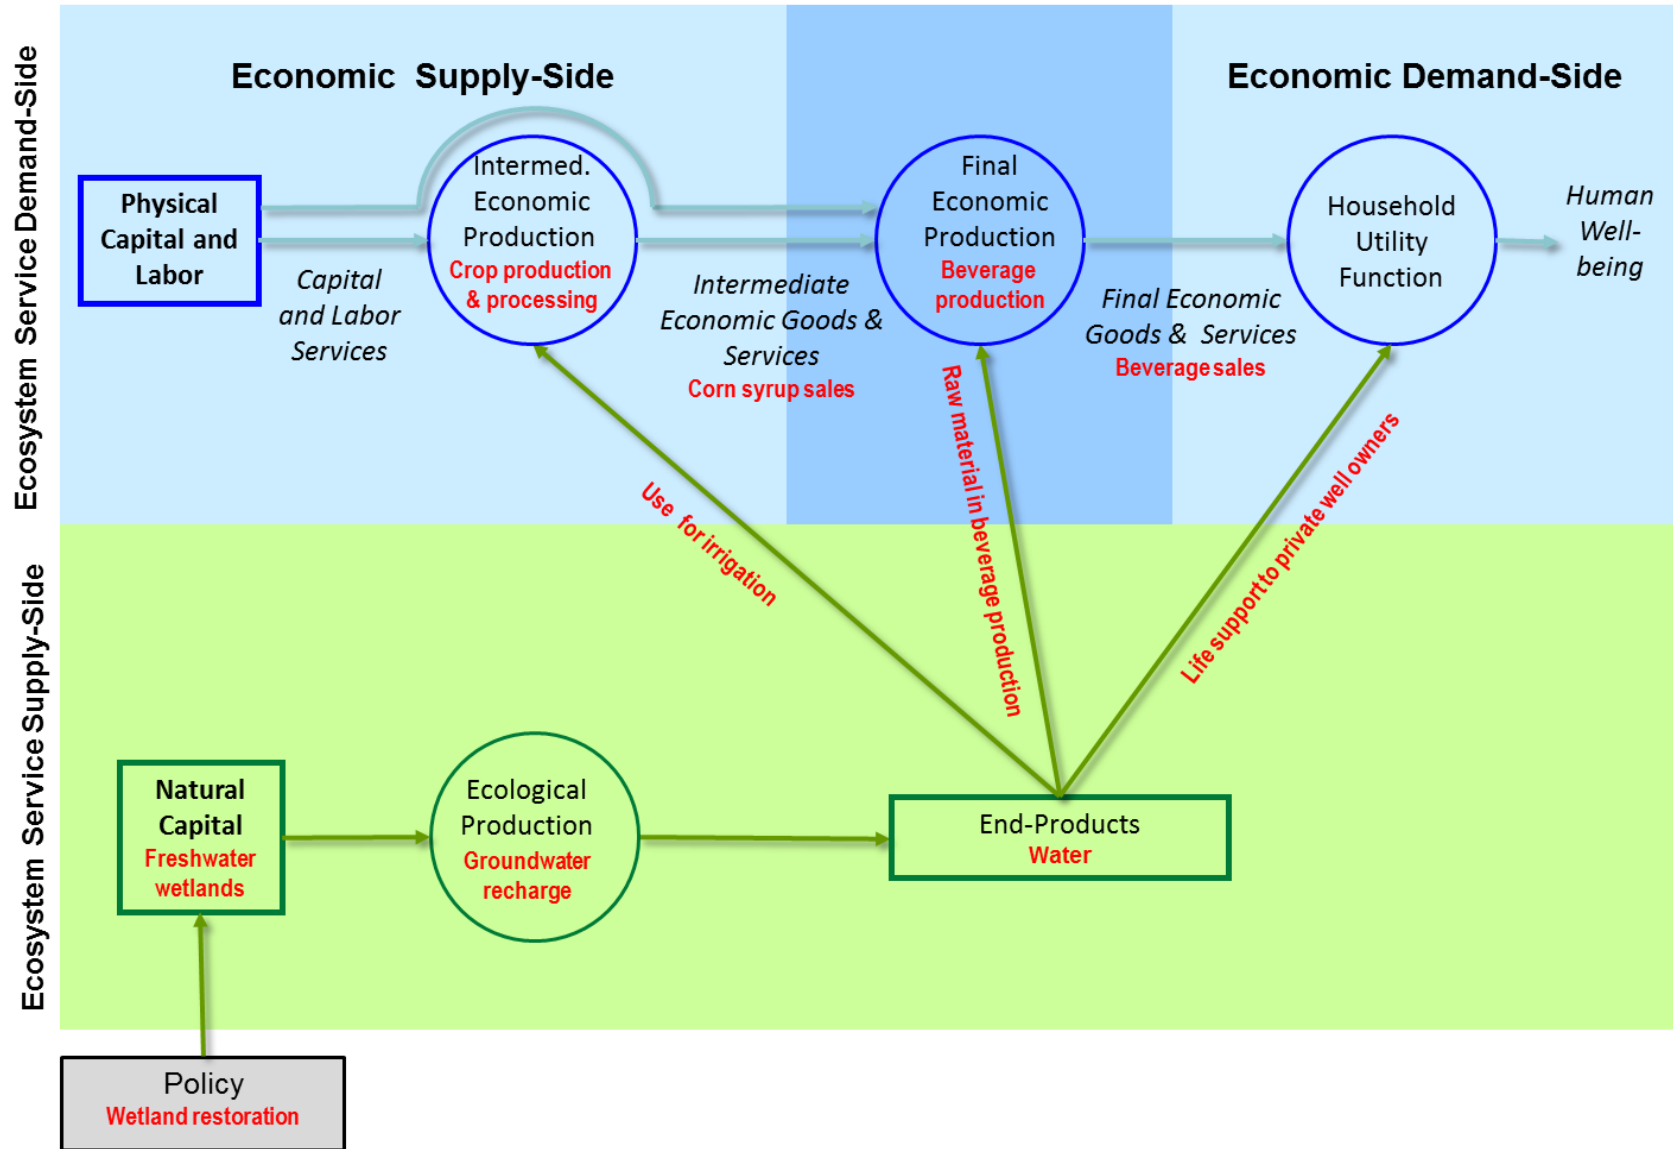 Ecosystem Service Demand-Side
Economic Supply-Side
Economic Demand-Side
Physical
Capital and
Labor
Capital
and Labor
Services
Intermed.
Economic
Production
Crop production
& processing
Intermediate
Economic Goods &
Services
Corn syrup sales
Final
Economic
Production
Beverage
production
Final Economic
Goods & Services
Beverage sales
Household
Utility
Function
Human
Well-
being
Use for irrigation
Raw material in beverage production
Life support to private well owners
Ecosystem Service Supply-Side
Natural
Capital
Freshwater
wetlands
Ecological
Production
Groundwater
recharge
End-Products
Water
Policy
Wetland restoration